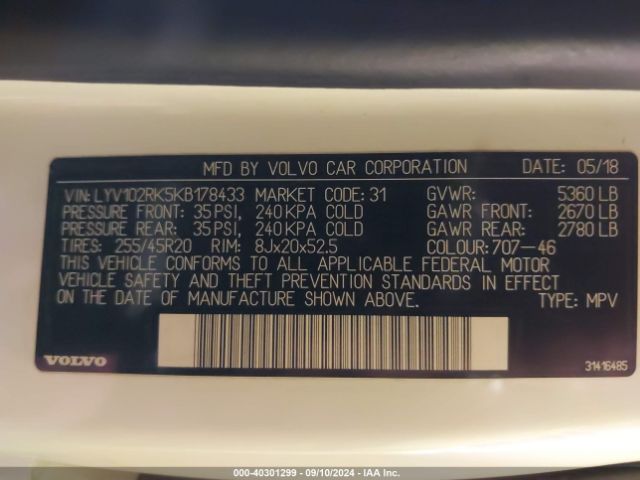 MFD BY VOLVO CAR CORPORATION DATE: 05/18
VIN: LYV102RK5KB178433 MARKET CODE: 31 GVWR: 5360 LB
PRESSURE FRONT: 35 PSI, 240 KPA COLD GAWR FRONT: 2670 LB
PRESSURE REAR: 35 PSI, 240 KPA COLD GAWR REAR: 2780 LB
TIRES: 255/45R20 RIM: 8Jx20x52.5 COLOUR: 707-46
THIS VEHICLE CONFORMS TO ALL APPLICABLE FEDERAL MOTOR
VEHICLE SAFETY AND THEFT PREVENTION STANDARDS IN EFFECT
ON THE DATE OF MANUFACTURE SHOWN ABOVE. TYPE: MPV
VOLVO 31416485
000-40301299 - 09/10/2024 - IAA Inc.